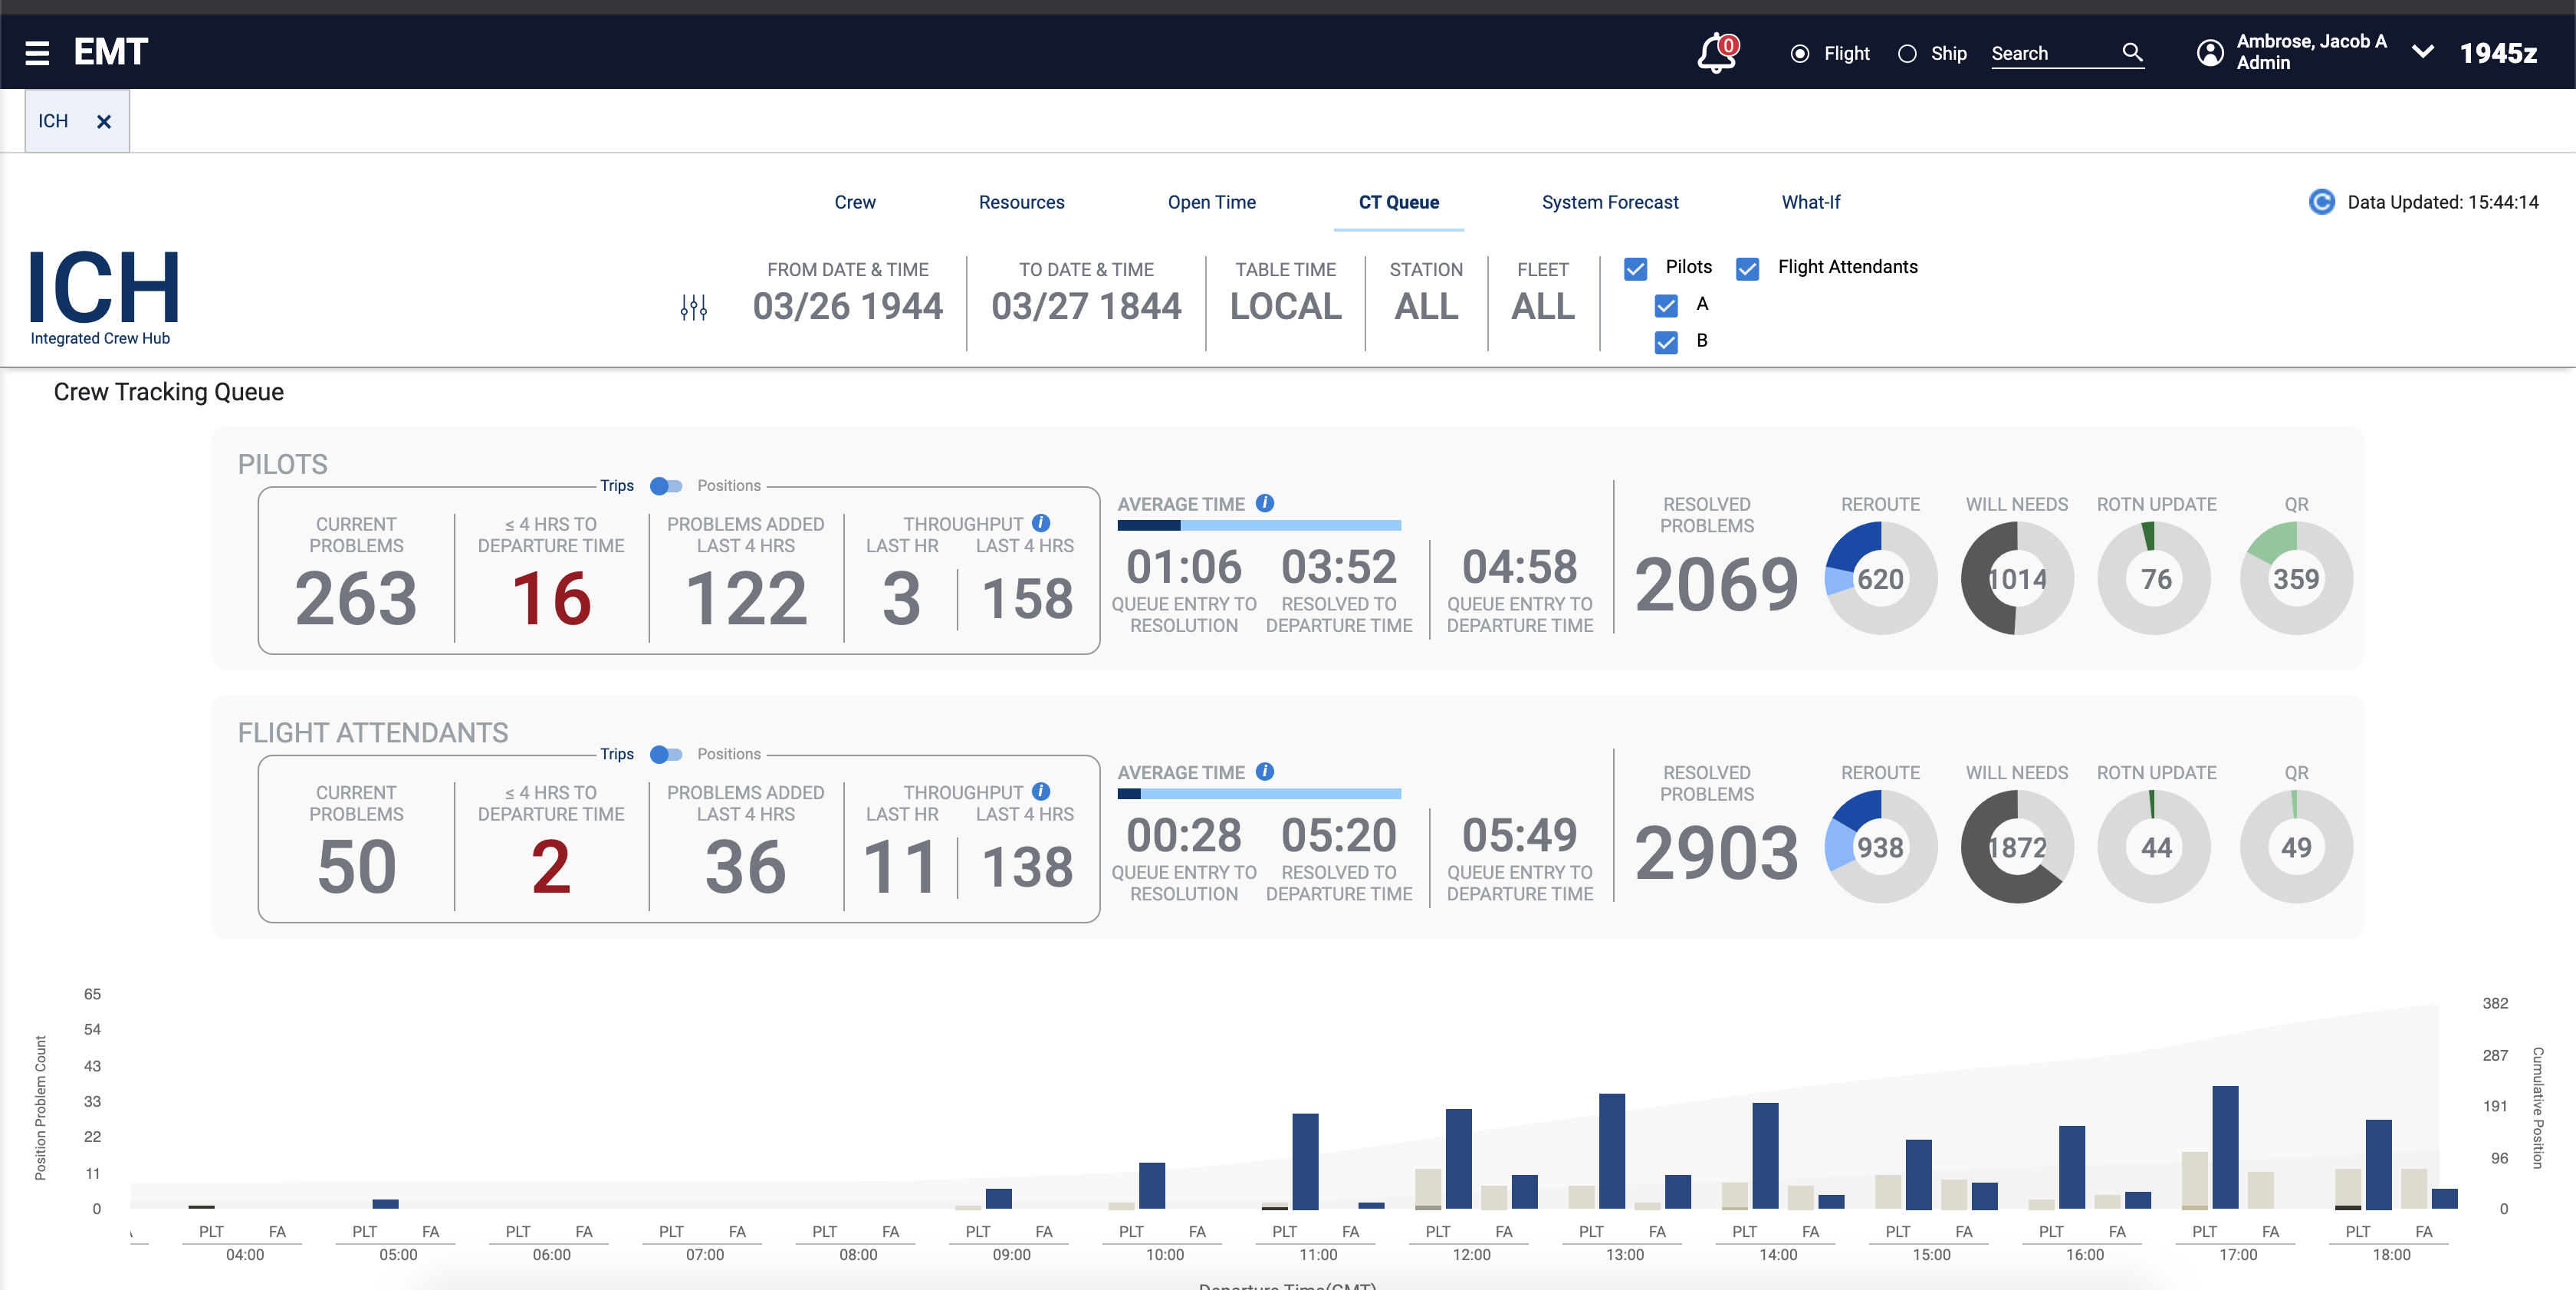 EMT
0
Flight
Ship
Search
Ambrose, Jacob A
Admin
1945z
ICH
Crew
Resources
Open Time
CT Queue
System Forecast
What-If
Data Updated: 15:44:14
ICH
Integrated Crew Hub
FROM DATE & TIME
03/26 1944
TO DATE & TIME
03/27 1844
TABLE TIME
LOCAL
STATION
ALL
FLEET
ALL
Pilots
Flight Attendants
A
B
Crew Tracking Queue
PILOTS
Trips
Positions
CURRENT
PROBLEMS
263
≤ 4 HRS TO
DEPARTURE TIME
16
PROBLEMS ADDED
LAST 4 HRS
122
THROUGHPUT
LAST HR
LAST 4 HRS
3
158
AVERAGE TIME
01:06
QUEUE ENTRY TO
RESOLUTION
03:52
RESOLVED TO
DEPARTURE TIME
04:58
QUEUE ENTRY TO
DEPARTURE TIME
RESOLVED
PROBLEMS
2069
REROUTE
620
WILL NEEDS
1014
ROTN UPDATE
76
QR
359
FLIGHT ATTENDANTS
Trips
Positions
CURRENT
PROBLEMS
50
≤ 4 HRS TO
DEPARTURE TIME
2
PROBLEMS ADDED
LAST 4 HRS
36
THROUGHPUT
LAST HR
LAST 4 HRS
11
138
AVERAGE TIME
00:28
QUEUE ENTRY TO
RESOLUTION
05:20
RESOLVED TO
DEPARTURE TIME
05:49
QUEUE ENTRY TO
DEPARTURE TIME
RESOLVED
PROBLEMS
2903
REROUTE
938
WILL NEEDS
1872
ROTN UPDATE
44
QR
49
Position Problem Count
65
54
43
33
22
11
0
382
287
191
96
0
Cumulative Position
PLT FA PLT FA PLT FA PLT FA PLT FA PLT FA PLT FA PLT FA PLT FA PLT FA PLT FA PLT FA PLT FA PLT FA PLT FA
04:00 05:00 06:00 07:00 08:00 09:00 10:00 11:00 12:00 13:00 14:00 15:00 16:00 17:00 18:00
Departure Time(GMT)